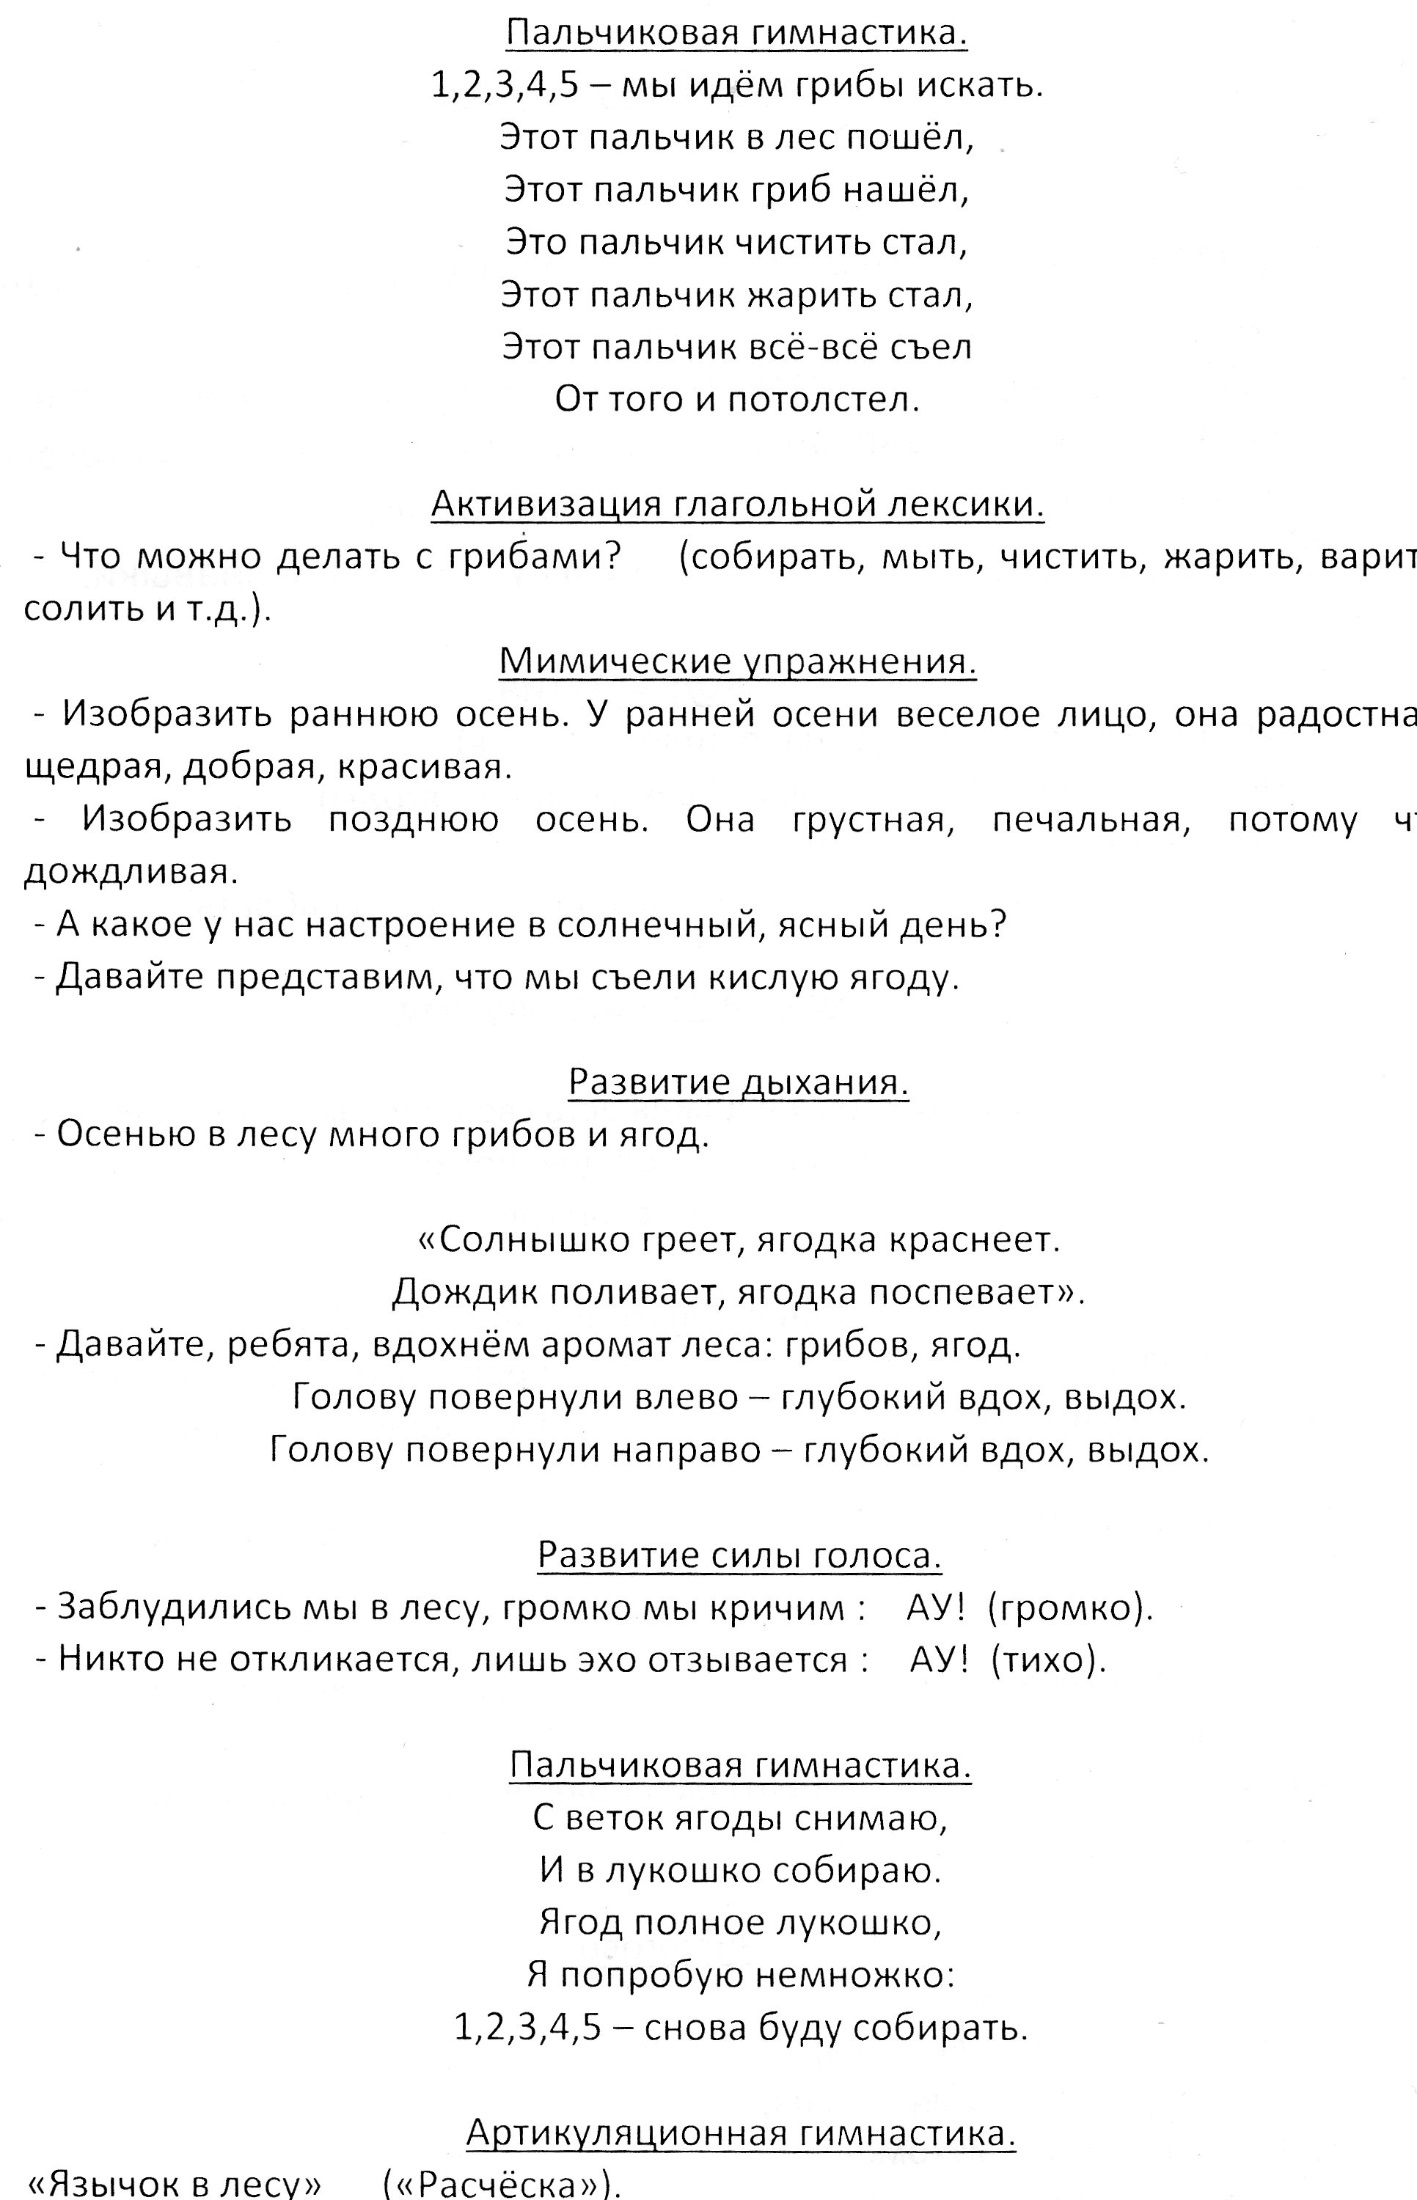 Пальчиковая гимнастика.
1,2,3,4,5 – мы идём грибы искать.
Этот пальчик в лес пошёл,
Этот пальчик гриб нашёл,
Это пальчик чистить стал,
Этот пальчик жарить стал,
Этот пальчик всё-всё съел
От того и потолстел.
Активизация глагольной лексики.
- Что можно делать с грибами? (собирать, мыть, чистить, жарить, варит
солить и т.д.).
Мимические упражнения.
- Изобразить раннюю осень. У ранней осени веселое лицо, она радостна
щедрая, добрая, красивая.
- Изобразить позднюю осень. Она грустная, печальная, потому чт
дождливая.
- А какое у нас настроение в солнечный, ясный день?
- Давайте представим, что мы съели кислую ягоду.
Развитие дыхания.
- Осенью в лесу много грибов и ягод.
«Солнышко греет, ягодка краснеет.
Дождик поливает, ягодка поспевает».
- Давайте, ребята, вдохнём аромат леса: грибов, ягод.
Голову повернули влево – глубокий вдох, выдох.
Голову повернули направо – глубокий вдох, выдох.
Развитие силы голоса.
- Заблудились мы в лесу, громко мы кричим : АУ! (громко).
- Никто не откликается, лишь эхо отзывается : АУ! (тихо).
Пальчиковая гимнастика.
С веток ягоды снимаю,
И в лукошко собираю.
Ягод полное лукошко,
Я попробую немножко:
1,2,3,4,5 – снова буду собирать.
Артикуляционная гимнастика.
«Язычок в лесу» («Расчёска»).